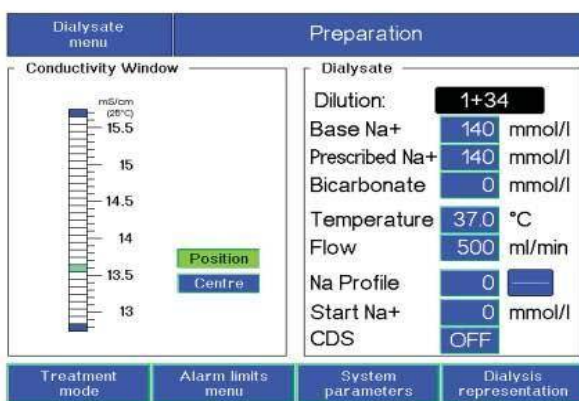 Dialysate
menu
Preparation
Conductivity Window
mS/cm
(25°C)
15.5
15
14.5
14
13.5
13
Position
Centre
Dialysate
Dilution: 1+34
Base Na+ 140 mmol/l
Prescribed Na+ 140 mmol/l
Bicarbonate 0 mmol/l
Temperature 37.0 °C
Flow 500 ml/min
Na Profile 0
Start Na+ 0 mmol/l
CDS OFF
Treatment
mode
Alarm limits
menu
System
parameters
Dialysis
representation